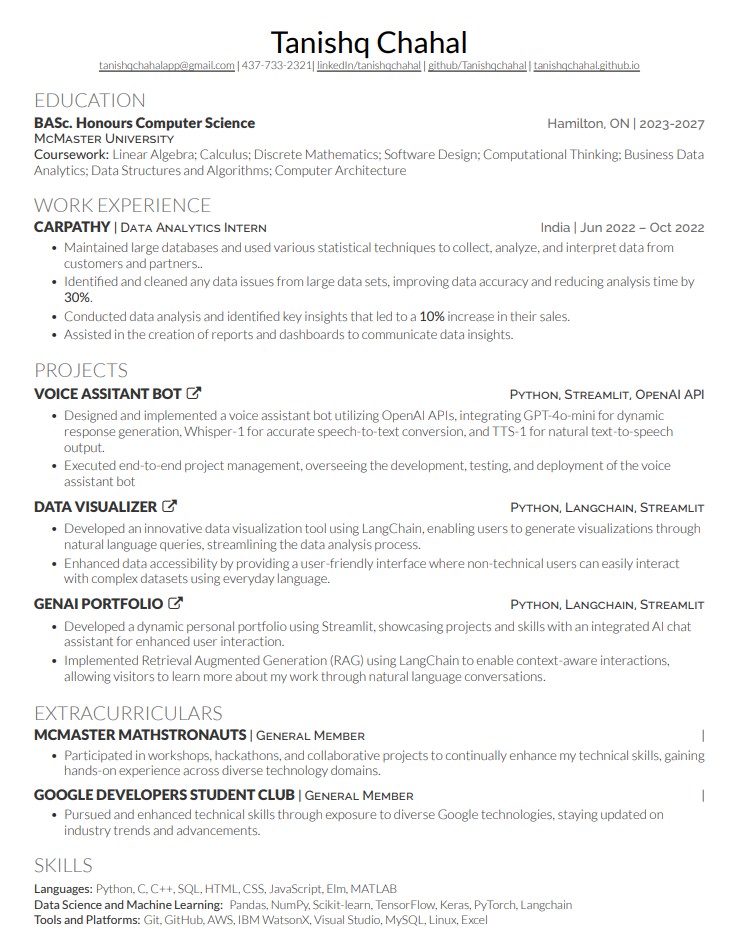 Tanishq Chahal
tanishqchahalapp@gmail.com | 437-733-2321| linkedIn/tanishqchahal | github/Tanishqchahal | tanishqchahal.github.io
EDUCATION
BASc. Honours Computer Science Hamilton, ON | 2023-2027
McMaster University
Coursework: Linear Algebra; Calculus; Discrete Mathematics; Software Design; Computational Thinking; Business Data
Analytics; Data Structures and Algorithms; Computer Architecture
WORK EXPERIENCE
CARPATHY | Data Analytics Intern India | Jun 2022 – Oct 2022
• Maintained large databases and used various statistical techniques to collect, analyze, and interpret data from
customers and partners..
• Identified and cleaned any data issues from large data sets, improving data accuracy and reducing analysis time by
30%.
• Conducted data analysis and identified key insights that led to a 10% increase in their sales.
• Assisted in the creation of reports and dashboards to communicate data insights.
PROJECTS
VOICE ASSITANT BOT Python, Streamlit, OpenAI API
• Designed and implemented a voice assistant bot utilizing OpenAI APIs, integrating GPT-4o-mini for dynamic
response generation, Whisper-1 for accurate speech-to-text conversion, and TTS-1 for natural text-to-speech
output.
• Executed end-to-end project management, overseeing the development, testing, and deployment of the voice
assistant bot
DATA VISUALIZER Python, Langchain, Streamlit
• Developed an innovative data visualization tool using LangChain, enabling users to generate visualizations through
natural language queries, streamlining the data analysis process.
• Enhanced data accessibility by providing a user-friendly interface where non-technical users can easily interact
with complex datasets using everyday language.
GENAI PORTFOLIO Python, Langchain, Streamlit
• Developed a dynamic personal portfolio using Streamlit, showcasing projects and skills with an integrated AI chat
assistant for enhanced user interaction.
• Implemented Retrieval Augmented Generation (RAG) using LangChain to enable context-aware interactions,
allowing visitors to learn more about my work through natural language conversations.
EXTRACURRICULARS
MCMASTER MATHSTRONAUTS | General Member |
• Participated in workshops, hackathons, and collaborative projects to continually enhance my technical skills, gaining
hands-on experience across diverse technology domains.
GOOGLE DEVELOPERS STUDENT CLUB | General Member |
• Pursued and enhanced technical skills through exposure to diverse Google technologies, staying updated on
industry trends and advancements.
SKILLS
Languages: Python, C, C++, SQL, HTML, CSS, JavaScript, Elm, MATLAB
Data Science and Machine Learning: Pandas, NumPy, Scikit-learn, TensorFlow, Keras, PyTorch, Langchain
Tools and Platforms: Git, GitHub, AWS, IBM WatsonX, Visual Studio, MySQL, Linux, Excel